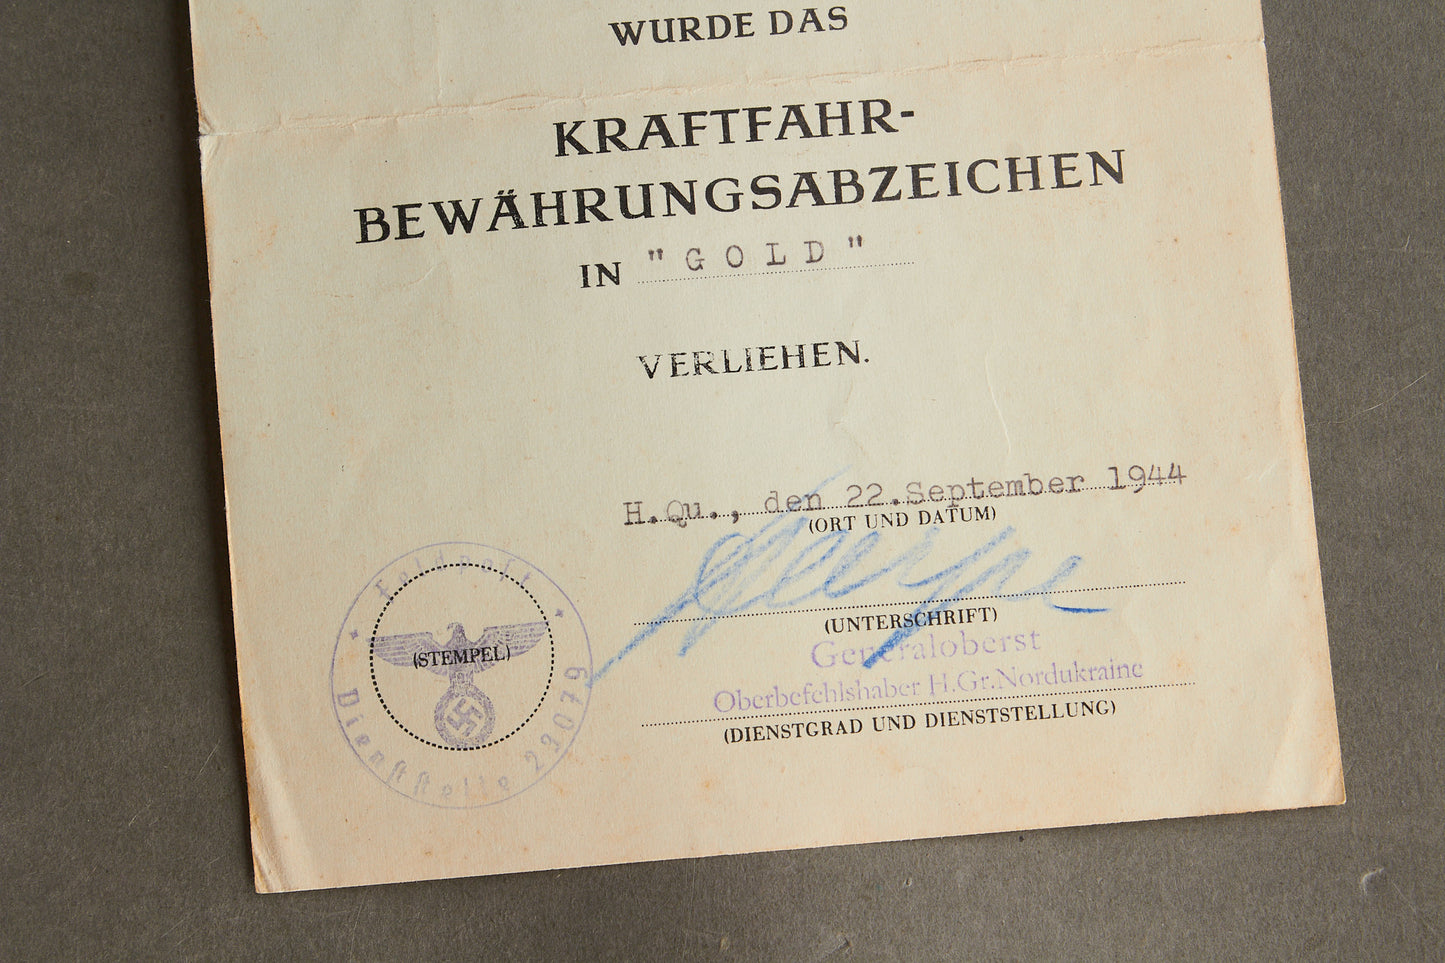 WURDE DAS
KRAFTFAHR-
BEWÄHRUNGSABZEICHEN
IN "GOLD"
VERLIEHEN.
H.Qu., den 22.September 1944
(ORT UND DATUM)
(UNTERSCHRIFT)
Generaloberst
Oberbefehlshaber H.Gr.Nordukraine
(DIENSTGRAD UND DIENSTSTELLUNG)
Feldpost
(STEMPEL)
Dienststelle 23079